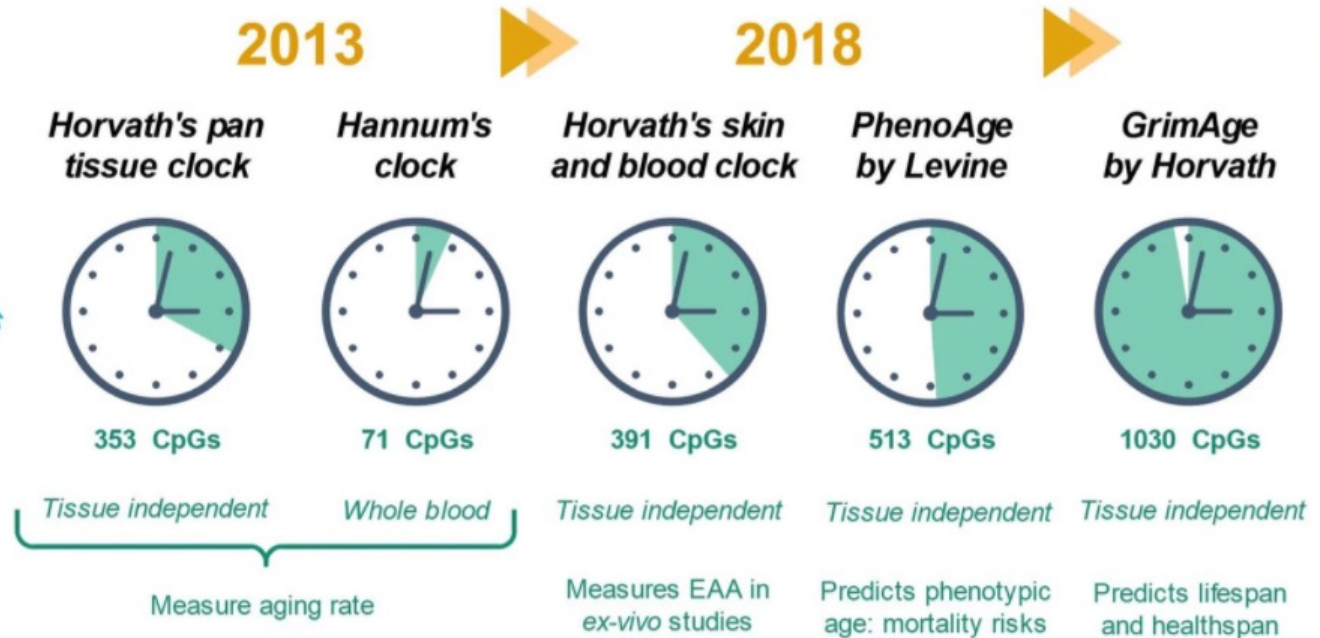 2013
2018
Horvath's pan
tissue clock
Hannum's
clock
Horvath's skin
and blood clock
PhenoAge
by Levine
GrimAge
by Horvath
353 CpGs
71 CpGs
391 CpGs
513 CpGs
1030 CpGs
Tissue independent
Whole blood
Tissue independent
Tissue independent
Tissue independent
Measure aging rate
Measures EAA in
ex-vivo studies
Predicts phenotypic
age: mortality risks
Predicts lifespan
and healthspan